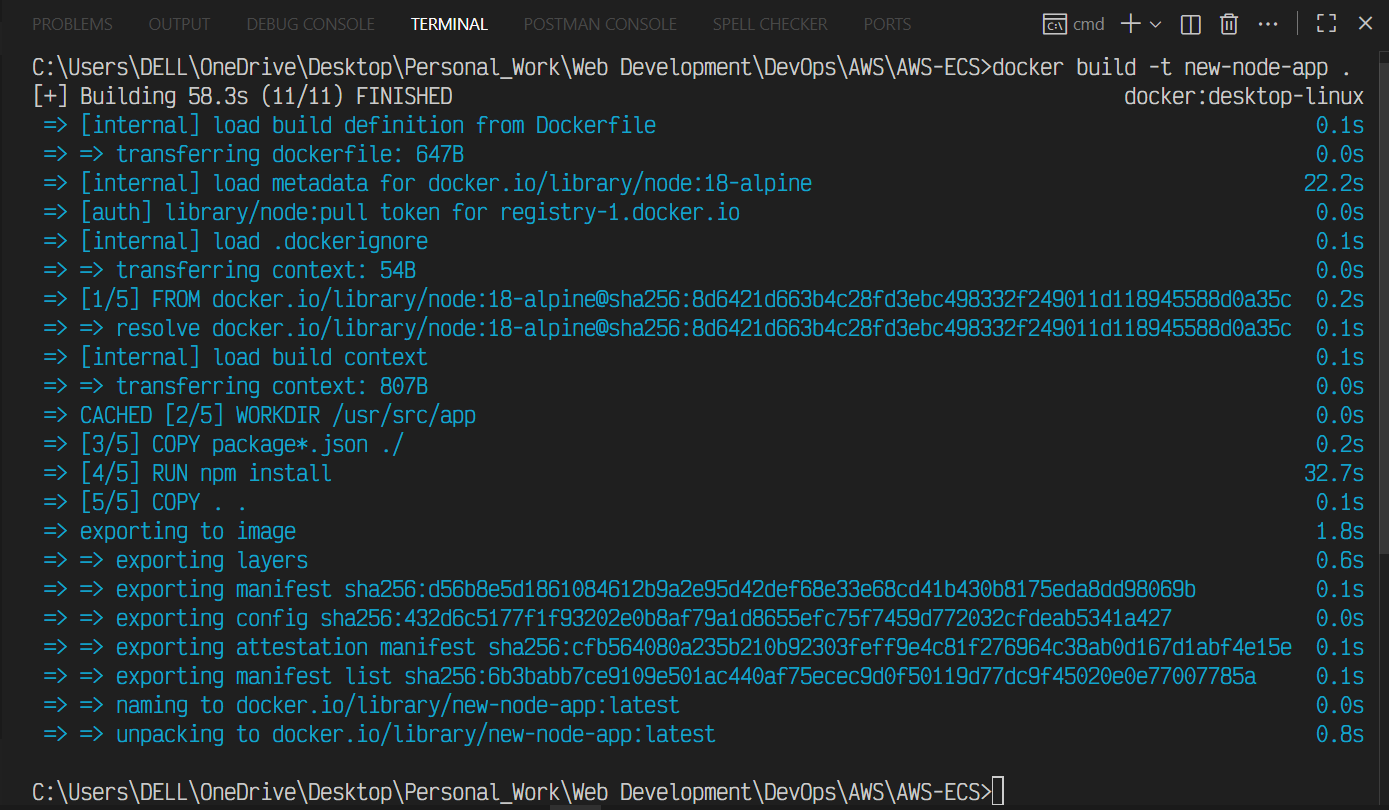 PROBLEMS OUTPUT DEBUG CONSOLE TERMINAL POSTMAN CONSOLE SPELL CHECKER PORTS cmd
C:\Users\DELL\OneDrive\Desktop\Personal_Work\Web Development\DevOps\AWS\AWS-ECS>docker build -t new-node-app .
[+] Building 58.3s (11/11) FINISHED docker:desktop-linux
=> [internal] load build definition from Dockerfile 0.1s
=> => transferring dockerfile: 647B 0.0s
=> [internal] load metadata for docker.io/library/node:18-alpine 22.2s
=> [auth] library/node:pull token for registry-1.docker.io 0.0s
=> [internal] load .dockerignore 0.1s
=> => transferring context: 54B 0.0s
=> [1/5] FROM docker.io/library/node:18-alpine@sha256:8d6421d663b4c28fd3ebc498332f249011d118945588d0a35c 0.2s
=> => resolve docker.io/library/node:18-alpine@sha256:8d6421d663b4c28fd3ebc498332f249011d118945588d0a35c 0.1s
=> [internal] load build context 0.1s
=> => transferring context: 807B 0.0s
=> CACHED [2/5] WORKDIR /usr/src/app 0.0s
=> [3/5] COPY package*.json ./ 0.2s
=> [4/5] RUN npm install 32.7s
=> [5/5] COPY . . 0.1s
=> exporting to image 1.8s
=> => exporting layers 0.6s
=> => exporting manifest sha256:d56b8e5d1861084612b9a2e95d42def68e33e68cd41b430b8175eda8dd98069b 0.1s
=> => exporting config sha256:432d6c5177f1f93202e0b8af79a1d8655efc75f7459d772032cfdeab5341a427 0.0s
=> => exporting attestation manifest sha256:cfb564080a235b210b92303feff9e4c81f276964c38ab0d167d1abf4e15e 0.1s
=> => exporting manifest list sha256:6b3babb7ce9109e501ac440af75ecec9d0f50119d77dc9f45020e0e77007785a 0.1s
=> => naming to docker.io/library/new-node-app:latest 0.0s
=> => unpacking to docker.io/library/new-node-app:latest 0.8s
C:\Users\DELL\OneDrive\Desktop\Personal_Work\Web Development\DevOps\AWS\AWS-ECS>